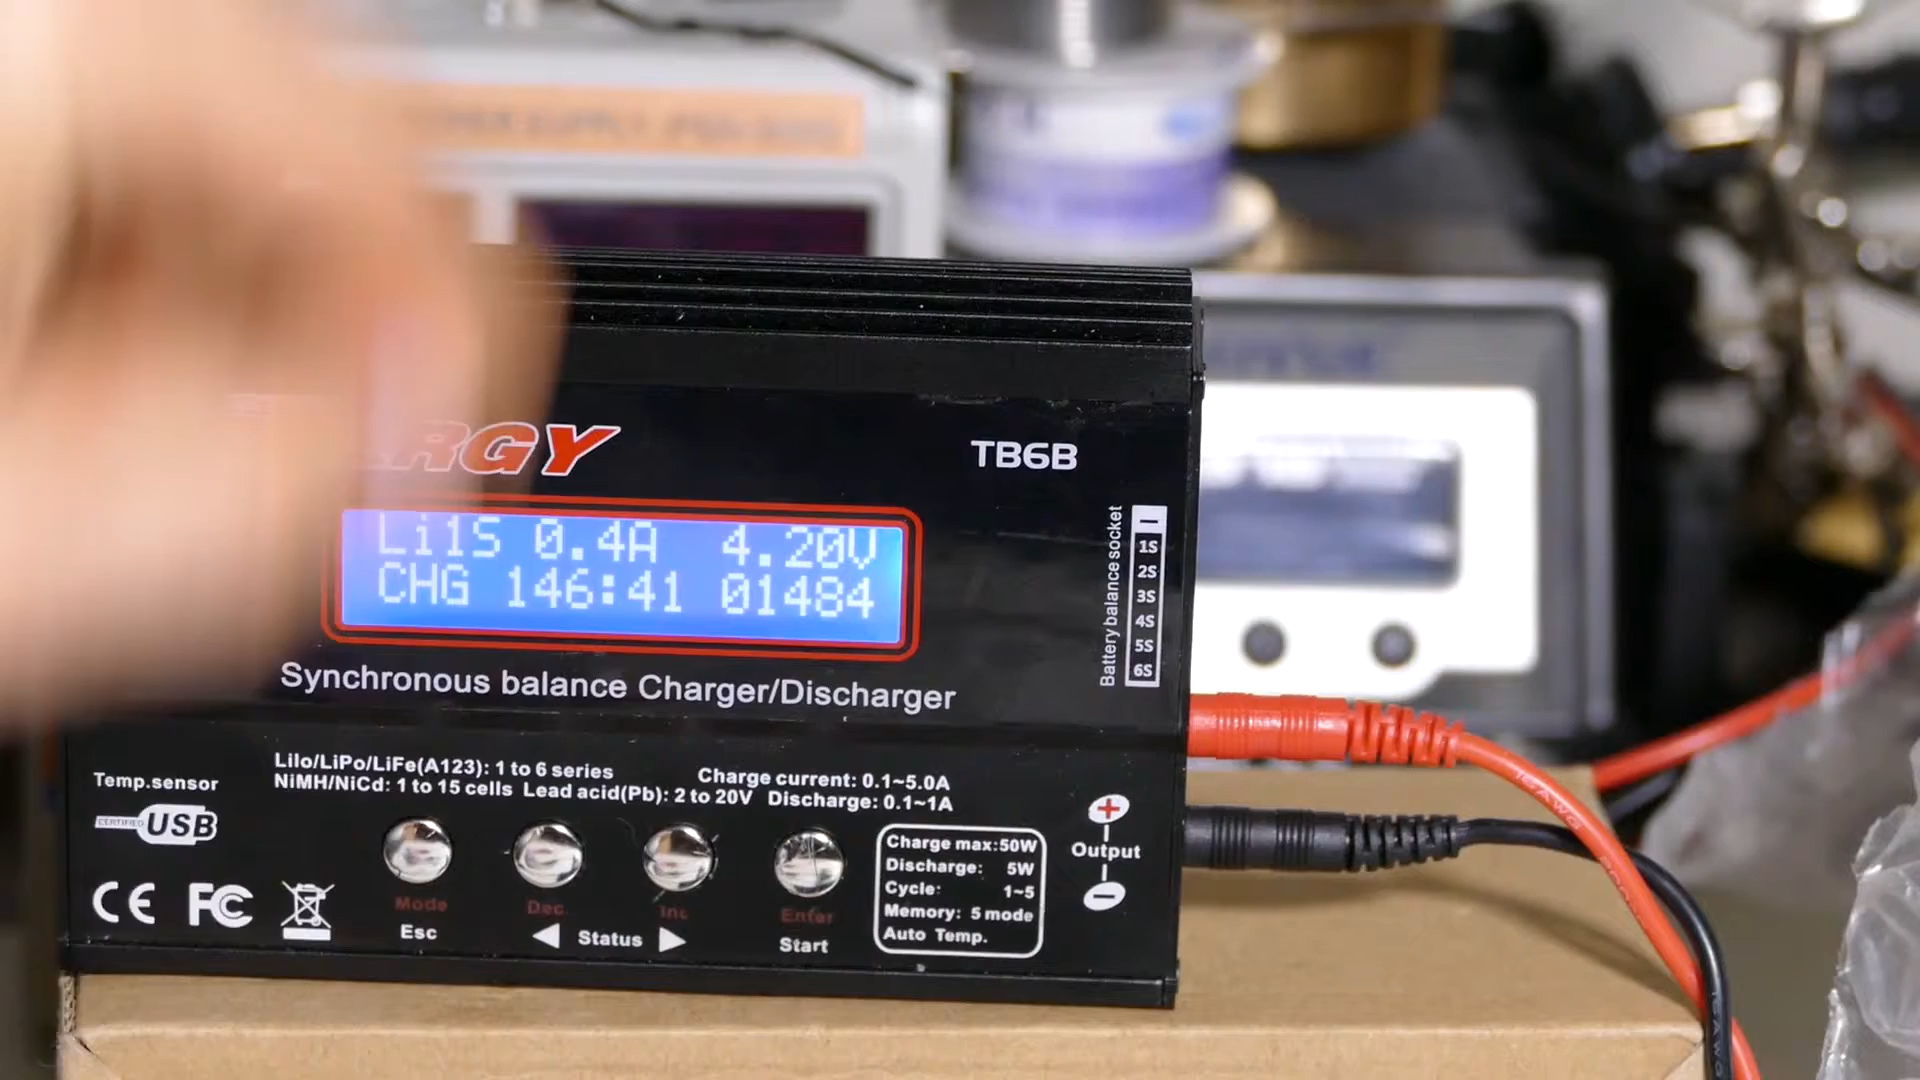 RGY
TB6B
Li1S 0.4A 4.20V
CHG 146:41 01484
Battery balance socket
1S
2S
3S
4S
5S
6S
Synchronous balance Charger/Discharger
LiIo/LiPo/LiFe(A123): 1 to 6 series
Charge current: 0.1~5.0A
NiMH/NiCd: 1 to 15 cells Lead acid(Pb): 2 to 20V Discharge: 0.1~1A
Temp.sensor
CERTIFIED USB
CE FC
Mode
Esc
Dec
Inc
Status
Enter
Start
Charge max:50W
Discharge: 5W
Cycle: 1~5
Memory: 5 mode
Auto Temp.
+
Output
−